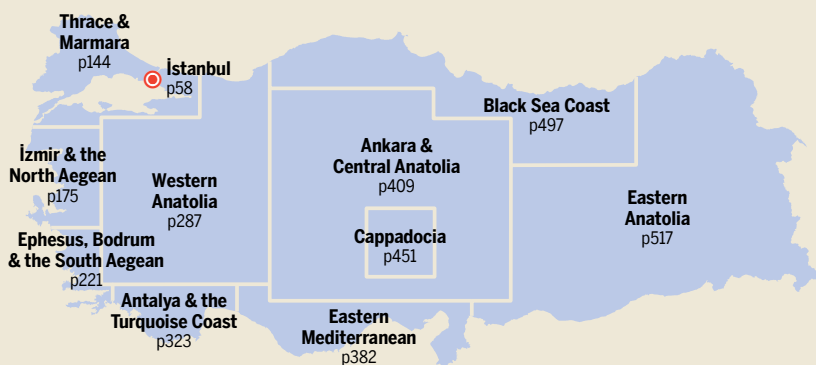 Thrace &
Marmara
p144
İstanbul
p58
Black Sea Coast
p497
İzmir & the
North Aegean
p175
Western
Anatolia
p287
Ankara &
Central Anatolia
p409
Eastern
Anatolia
p517
Cappadocia
p451
Ephesus, Bodrum
& the South Aegean
p221
Antalya & the
Turquoise Coast
p323
Eastern
Mediterranean
p382